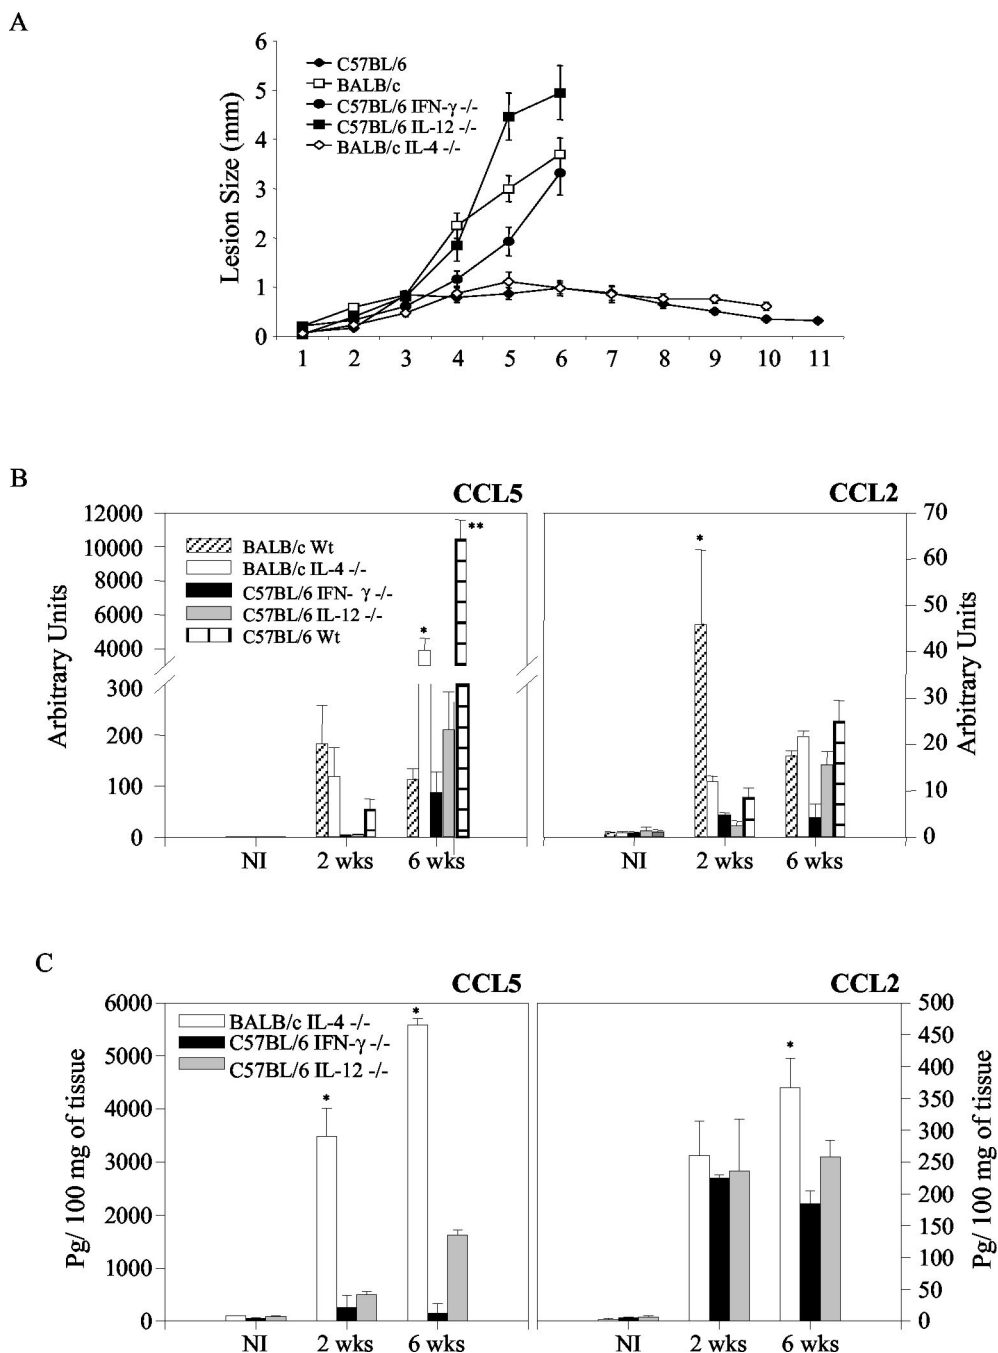 A
Lesion Size (mm)
6
5
4
3
2
1
0
C57BL/6
BALB/c
C57BL/6 IFN-γ -/-
C57BL/6 IL-12 -/-
BALB/c IL-4 -/-
1 2 3 4 5 6 7 8 9 10 11
B
CCL5
CCL2
Arbitrary Units
12000
10000
8000
6000
4000
300
200
100
0
BALB/c Wt
BALB/c IL-4 -/-
C57BL/6 IFN- γ -/-
C57BL/6 IL-12 -/-
C57BL/6 Wt
*
**
NI 2 wks 6 wks
*
70
60
50
40
30
20
10
0
Arbitrary Units
NI 2 wks 6 wks
C
CCL5
CCL2
Pg/ 100 mg of tissue
6000
5000
4000
3000
2000
1000
0
BALB/c IL-4 -/-
C57BL/6 IFN-γ -/-
C57BL/6 IL-12 -/-
*
*
NI 2 wks 6 wks
*
500
450
400
350
300
250
200
150
100
50
0
Pg/ 100 mg of tissue
NI 2 wks 6 wks